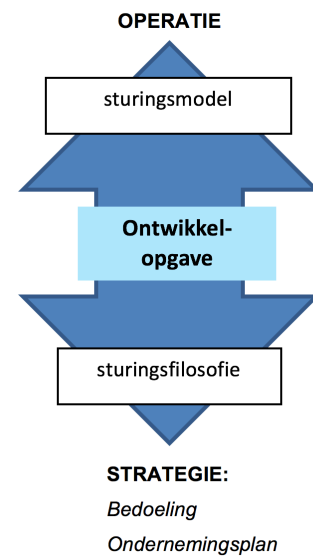 OPERATIE
sturingsmodel
Ontwikkel-
opgave
sturingsfilosofie
STRATEGIE:
Bedoeling
Ondernemingsplan